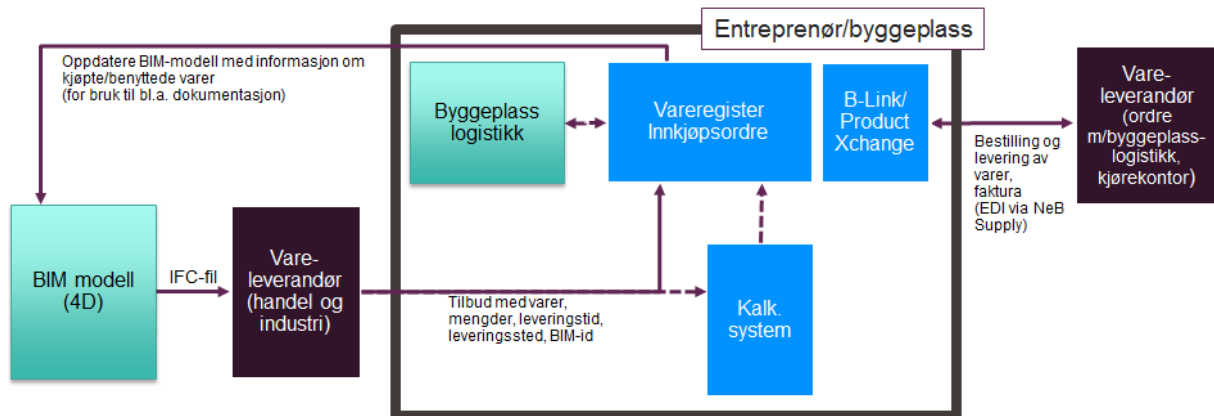 Entreprenør/byggeplass
Oppdatere BIM-modell med informasjon om
kjøpte/benyttede varer
(for bruk til bl.a. dokumentasjon)
Byggeplass
logistikk
Vareregister
Innkjøpsordre
B-Link/
Product
Xchange
Vare-
leverandør
(ordre
m/byggeplass-
logistikk,
kjørekontor)
Bestilling og
levering av
varer,
faktura
(EDI via NeB
Supply)
BIM modell
(4D)
IFC-fil
Vare-
leverandør
(handel og
industri)
Tilbud med varer,
mengder, leveringstid,
leveringssted, BIM-id
Kalk.
system